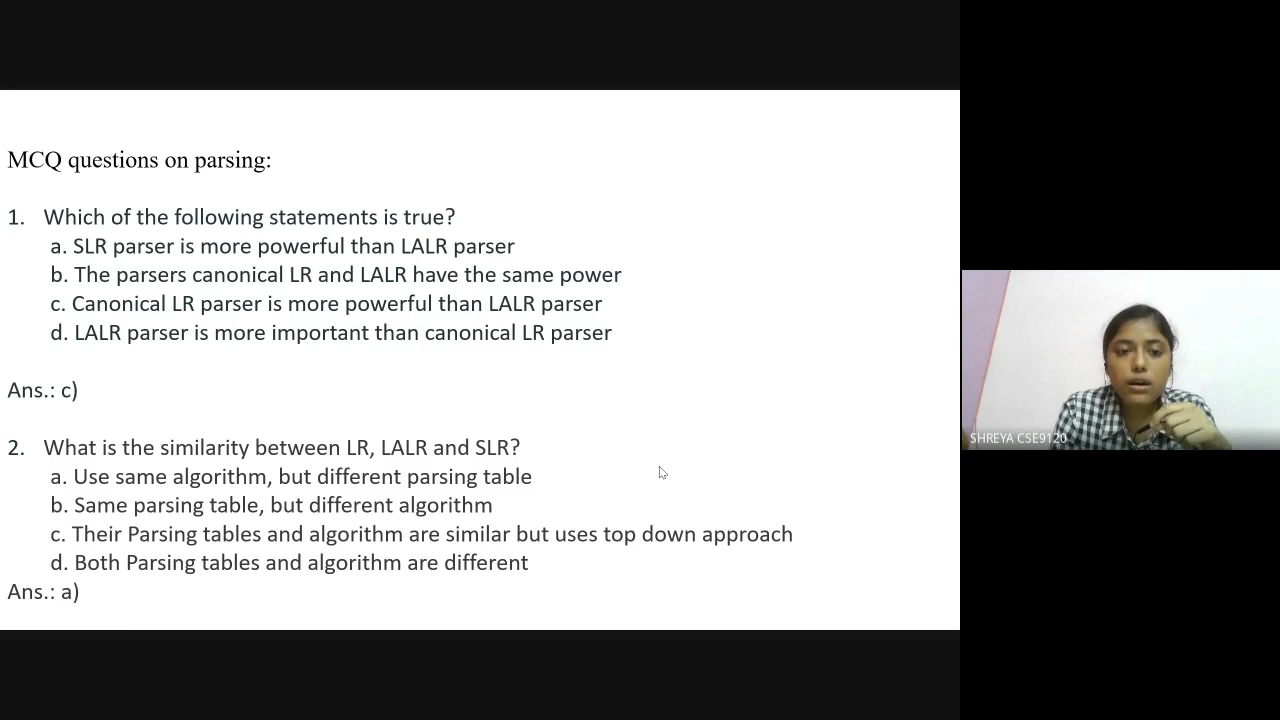 MCQ questions on parsing:
1. Which of the following statements is true?
a. SLR parser is more powerful than LALR parser
b. The parsers canonical LR and LALR have the same power
c. Canonical LR parser is more powerful than LALR parser
d. LALR parser is more important than canonical LR parser
Ans.: c)
2. What is the similarity between LR, LALR and SLR?
a. Use same algorithm, but different parsing table
b. Same parsing table, but different algorithm
c. Their Parsing tables and algorithm are similar but uses top down approach
d. Both Parsing tables and algorithm are different
Ans.: a)
SHREYA CSE9120